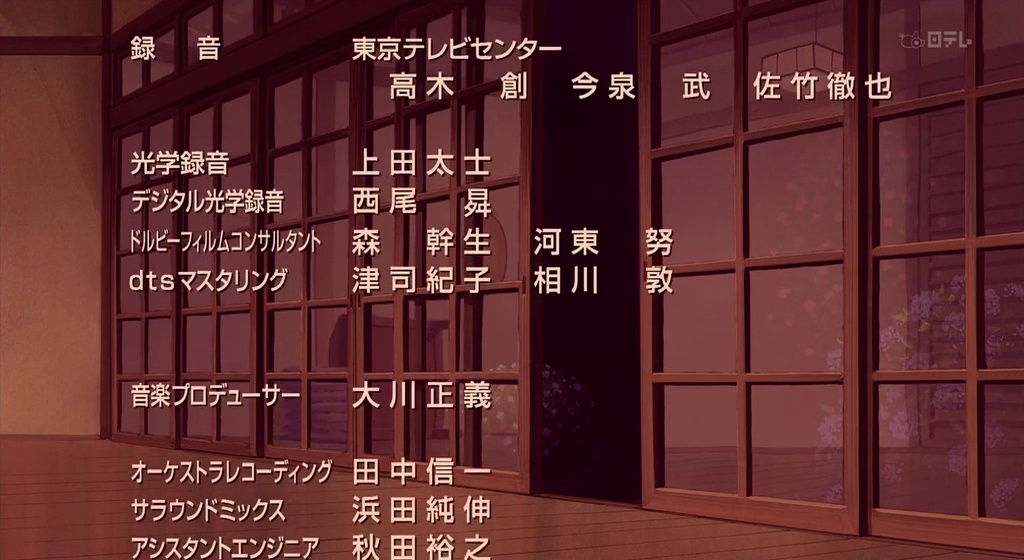 日テレ
録音 東京テレビセンター
高木 創 今泉 武 佐竹徹也
光学録音 上田太士
デジタル光学録音 西尾 曻
ドルビーフィルムコンサルタント 森 幹生 河東 努
dtsマスタリング 津司紀子 相川 敦
音楽プロデューサー 大川正義
オーケストラレコーディング 田中信一
サラウンドミックス 浜田純伸
アシスタントエンジニア 秋田裕之